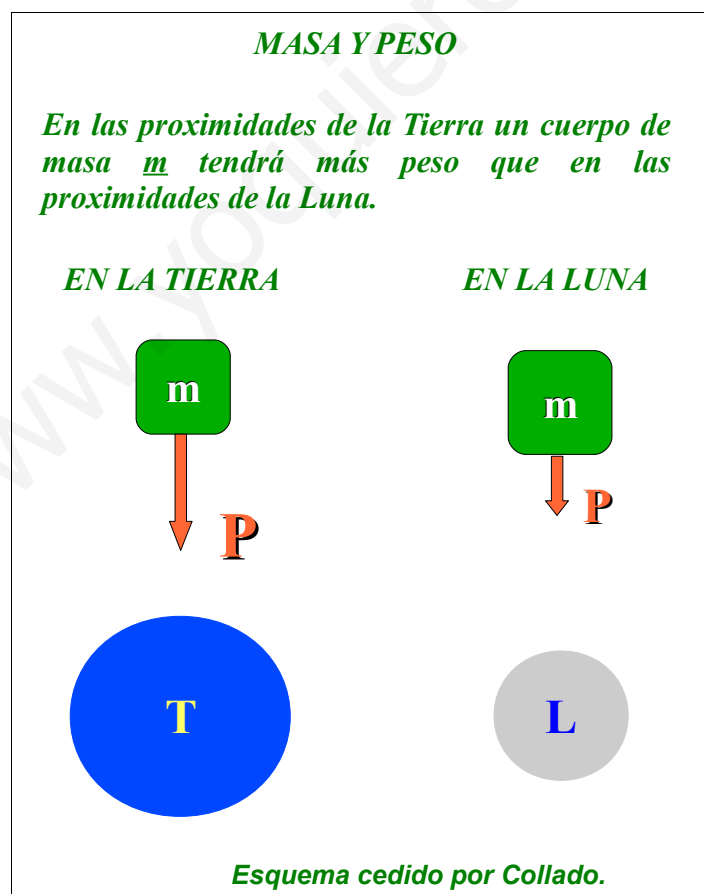 MASA Y PESO
En las proximidades de la Tierra un cuerpo de
masa m tendrá más peso que en las
proximidades de la Luna.
EN LA TIERRA EN LA LUNA
m m
P P
T L
Esquema cedido por Collado.